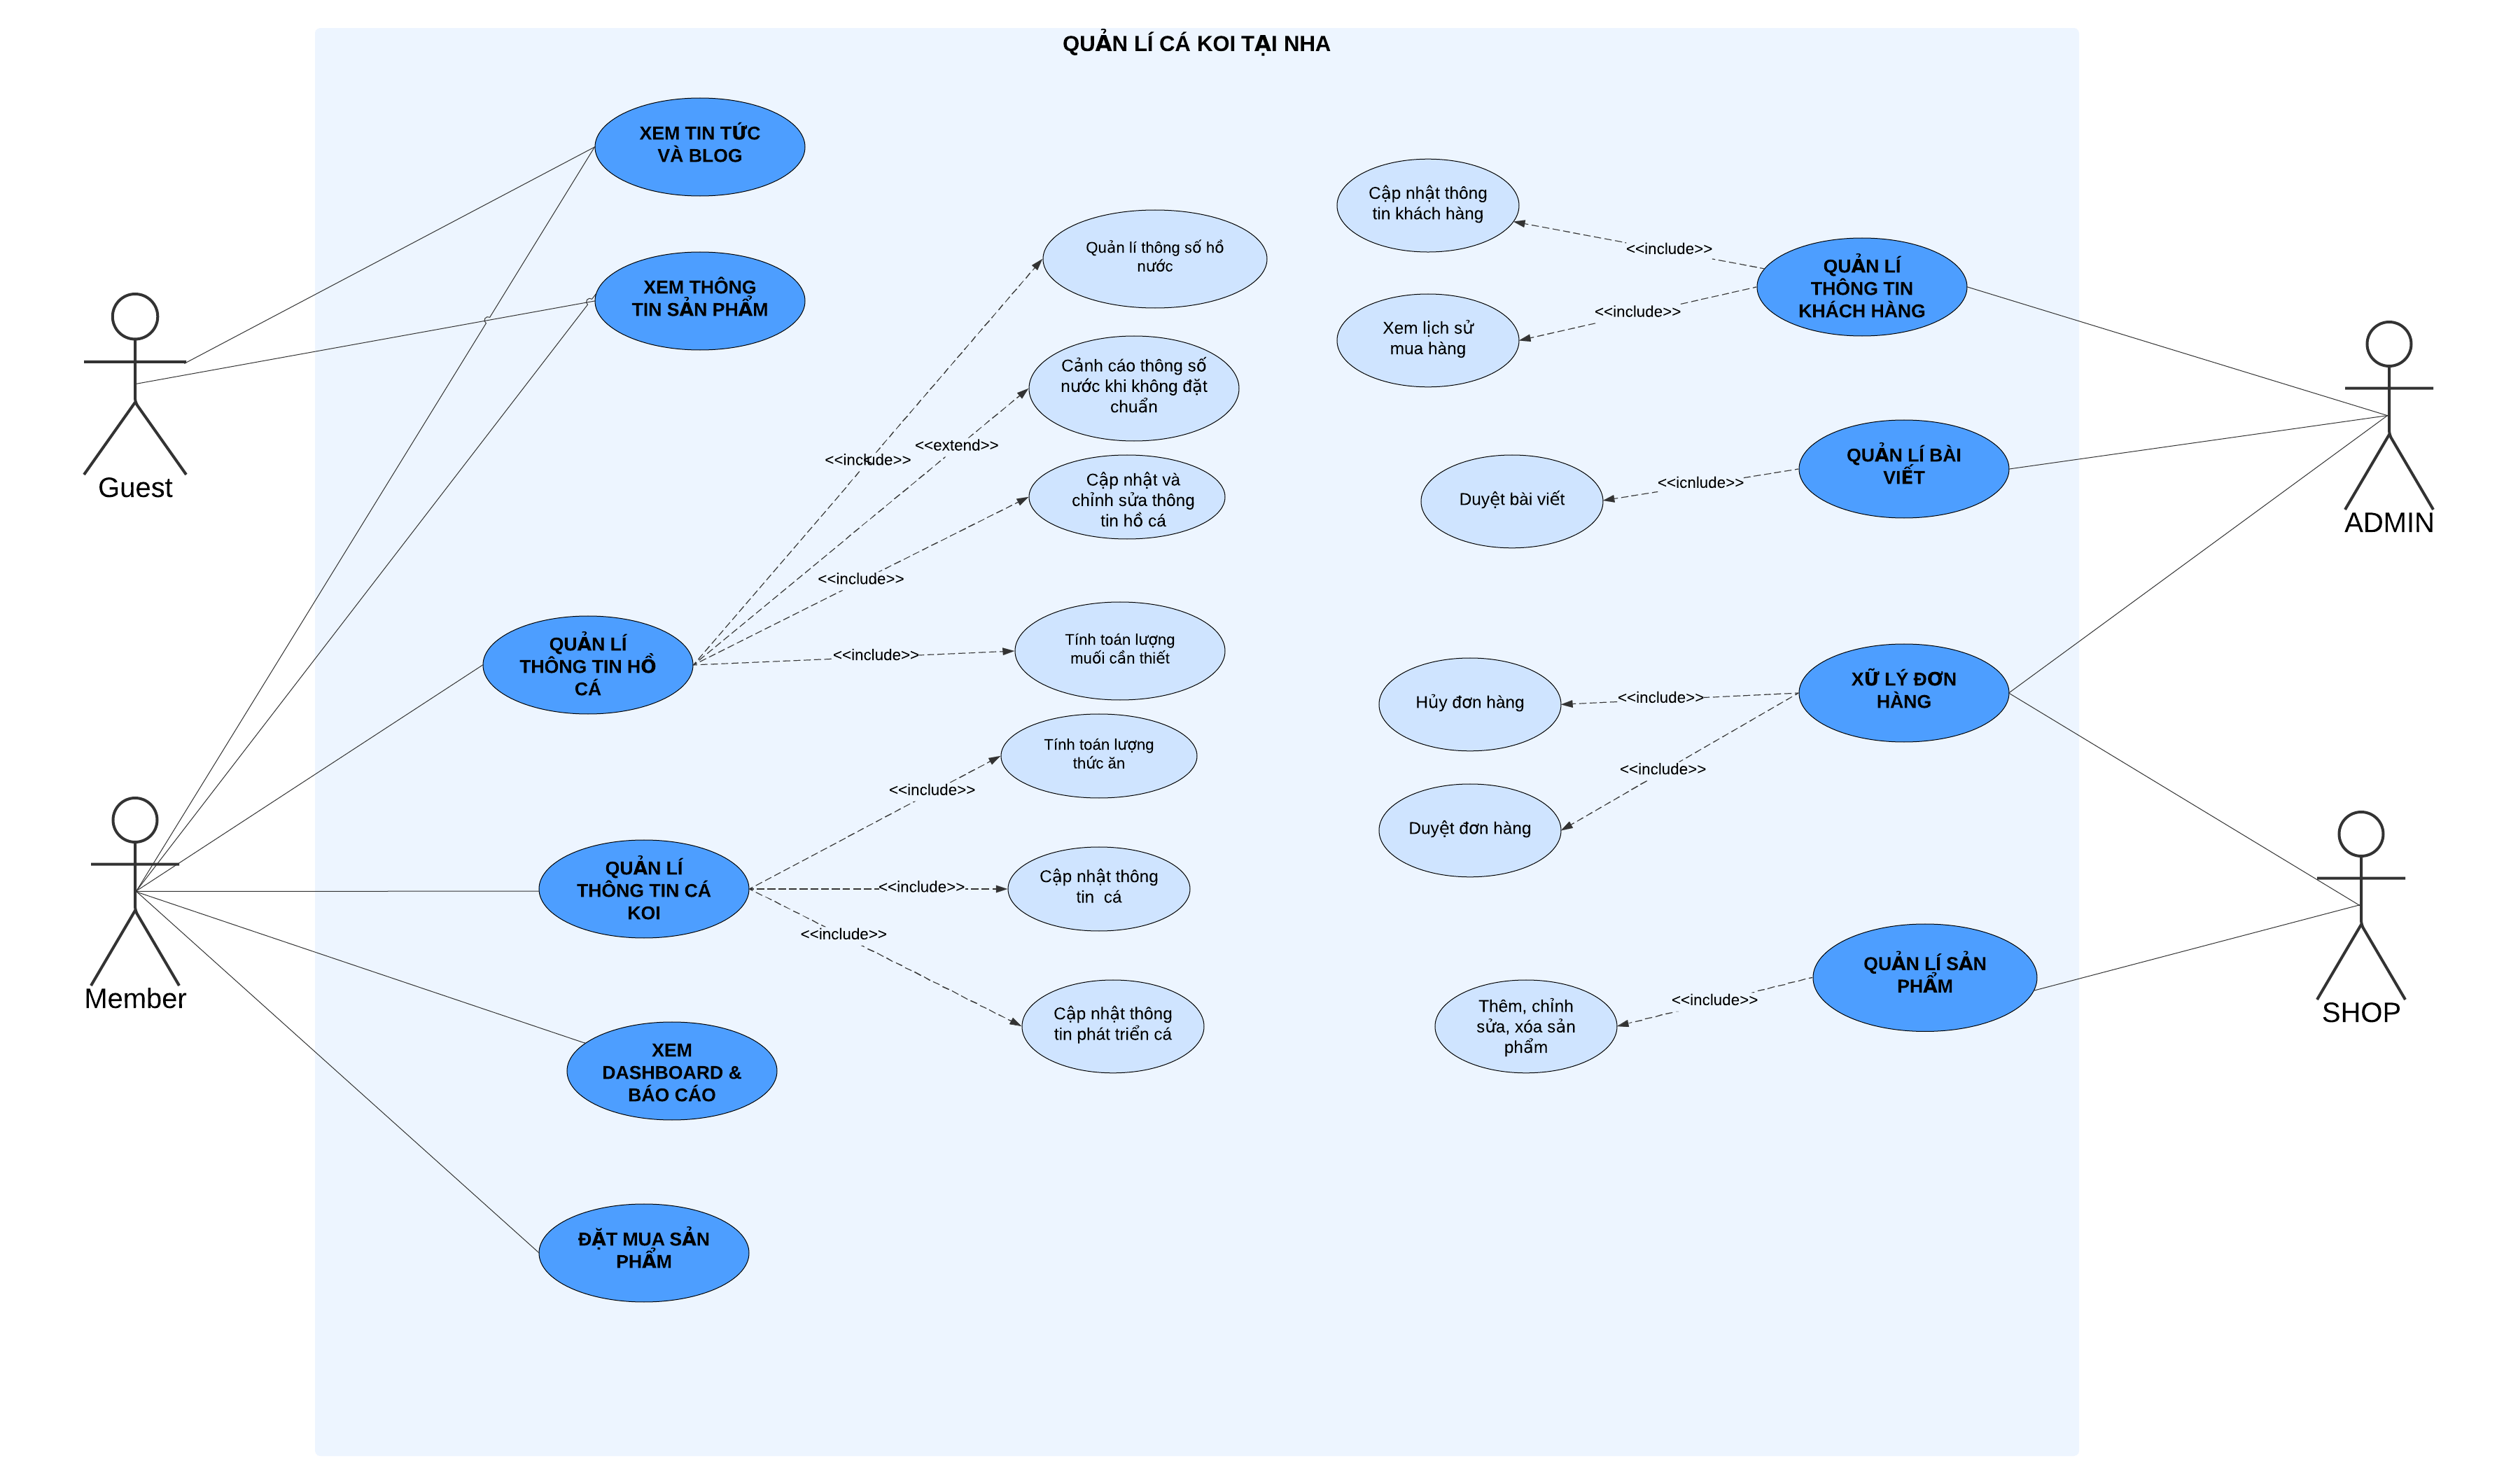 QUẢN LÍ CÁ KOI TẠI NHA
XEM TIN TỨC
VÀ BLOG
XEM THÔNG
TIN SẢN PHẨM
Guest
QUẢN LÍ
THÔNG TIN HỒ
CÁ
QUẢN LÍ
THÔNG TIN CÁ
KOI
Member
XEM
DASHBOARD &
BÁO CÁO
ĐẶT MUA SẢN
PHẨM
Quản lí thông số hồ
nước
Cảnh cáo thông số
nước khi không đặt
chuẩn
<<extend>>
<<include>>
Cập nhật và
chỉnh sửa thông
tin hồ cá
<<include>>
Tính toán lượng
muối cần thiết
<<include>>
Tính toán lượng
thức ăn
<<include>>
Cập nhật thông
tin  cá
<<include>>
<<include>>
Cập nhật thông
tin phát triển cá
Cập nhật thông
tin khách hàng
<<include>>
QUẢN LÍ
THÔNG TIN
KHÁCH HÀNG
<<include>>
Xem lịch sử
mua hàng
QUẢN LÍ BÀI
VIẾT
<<icnlude>>
Duyệt bài viết
ADMIN
XỮ LÝ ĐƠN
HÀNG
<<include>>
Hủy đơn hàng
<<include>>
Duyệt đơn hàng
QUẢN LÍ SẢN
PHẨM
<<include>>
Thêm, chỉnh
sửa, xóa sản
phẩm
SHOP